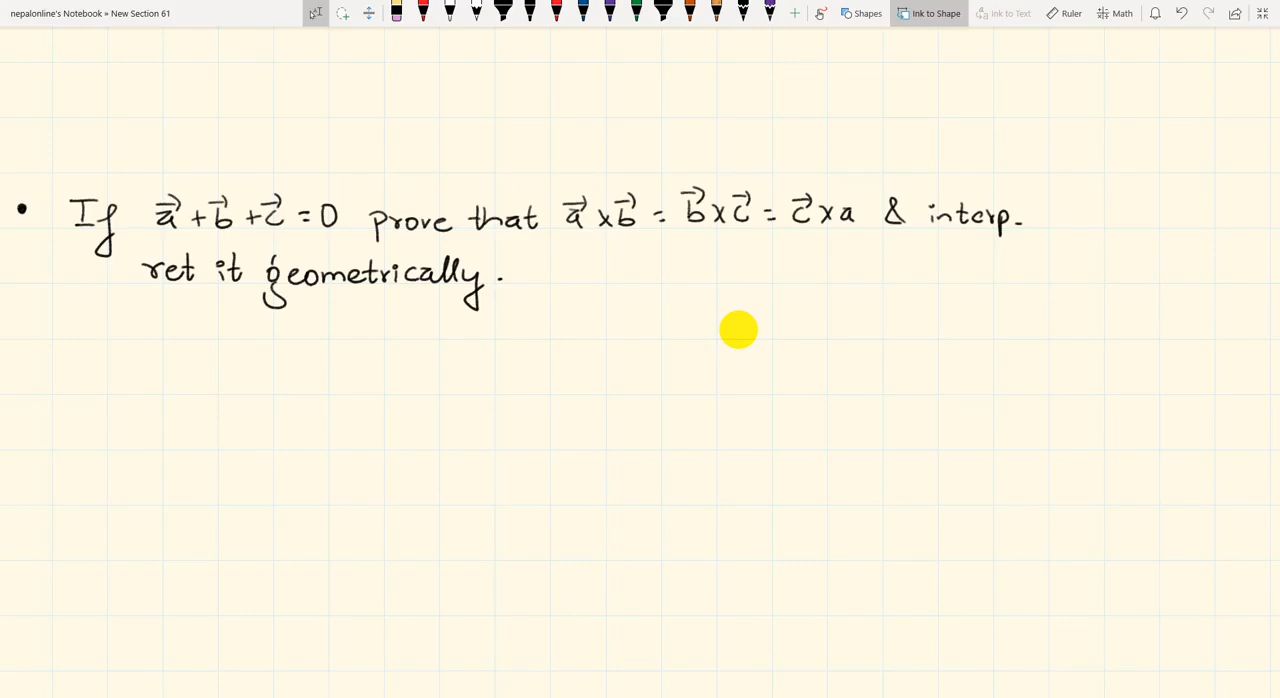 nepalonline's Notebook » New Section 61
Shapes Ink to Shape Ink to Text Ruler Math
• If a⃗ + b⃗ + c⃗ = 0 prove that a⃗ × b⃗ = b⃗ × c⃗ = c⃗ × a & interp-
ret it geometrically.